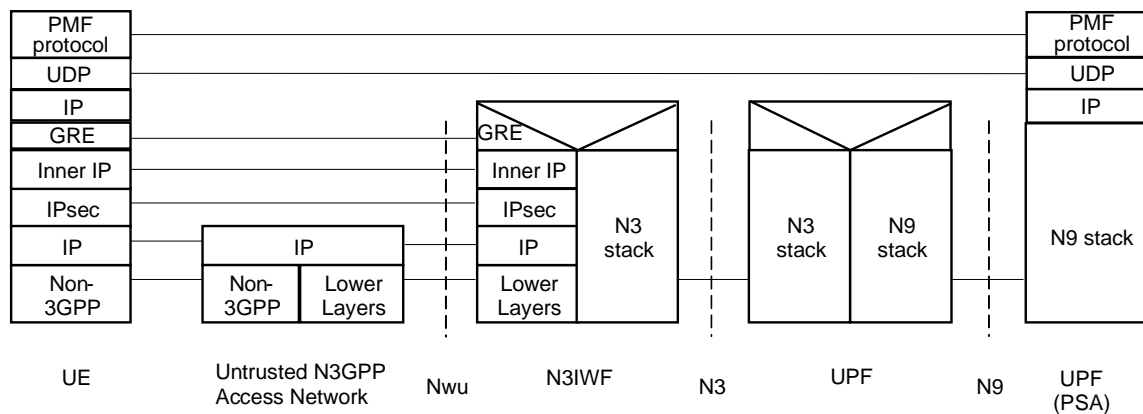 PMF
protocol
UDP
IP
GRE
Inner IP
IPsec
IP
Non-
3GPP
UE
IP
Non-
3GPP
Lower
Layers
Untrusted N3GPP
Access Network
Nwu
GRE
Inner IP
IPsec
IP
Lower
Layers
N3
stack
N3IWF
N3
N3
stack
N9
stack
UPF
N9
PMF
protocol
UDP
IP
N9 stack
UPF
(PSA)